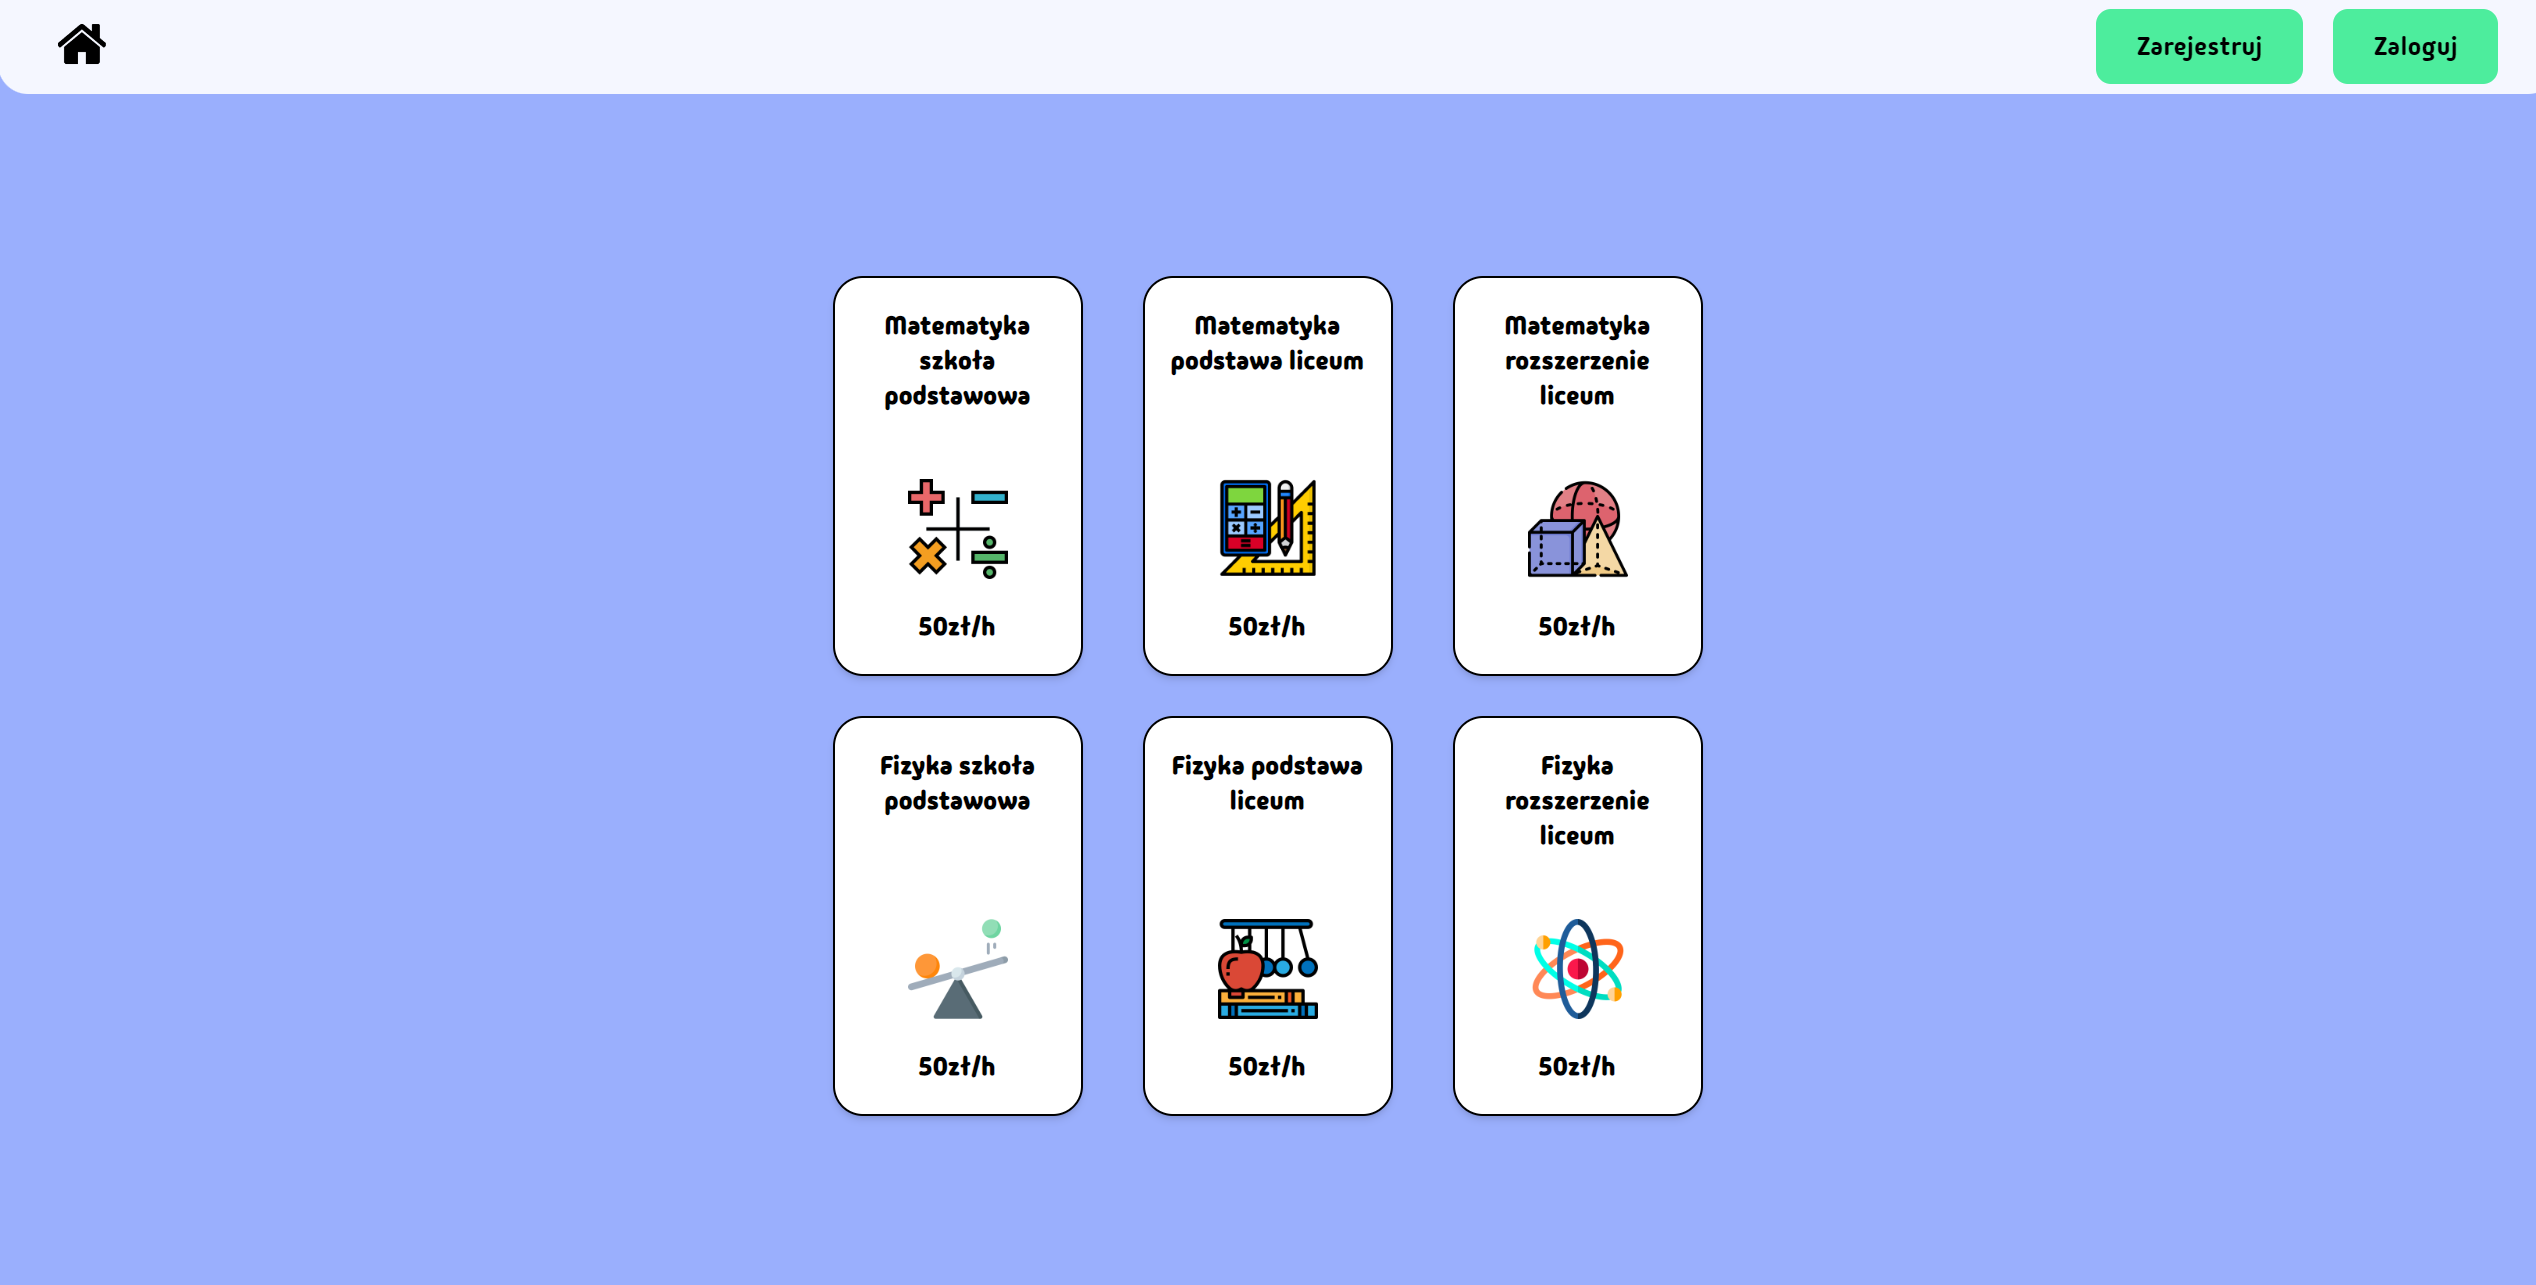 Zarejestruj
Zaloguj
Matematyka
szkoła
podstawowa
50zł/h
Matematyka
podstawa liceum
50zł/h
Matematyka
rozszerzenie
liceum
50zł/h
Fizyka szkoła
podstawowa
50zł/h
Fizyka podstawa
liceum
50zł/h
Fizyka
rozszerzenie
liceum
50zł/h